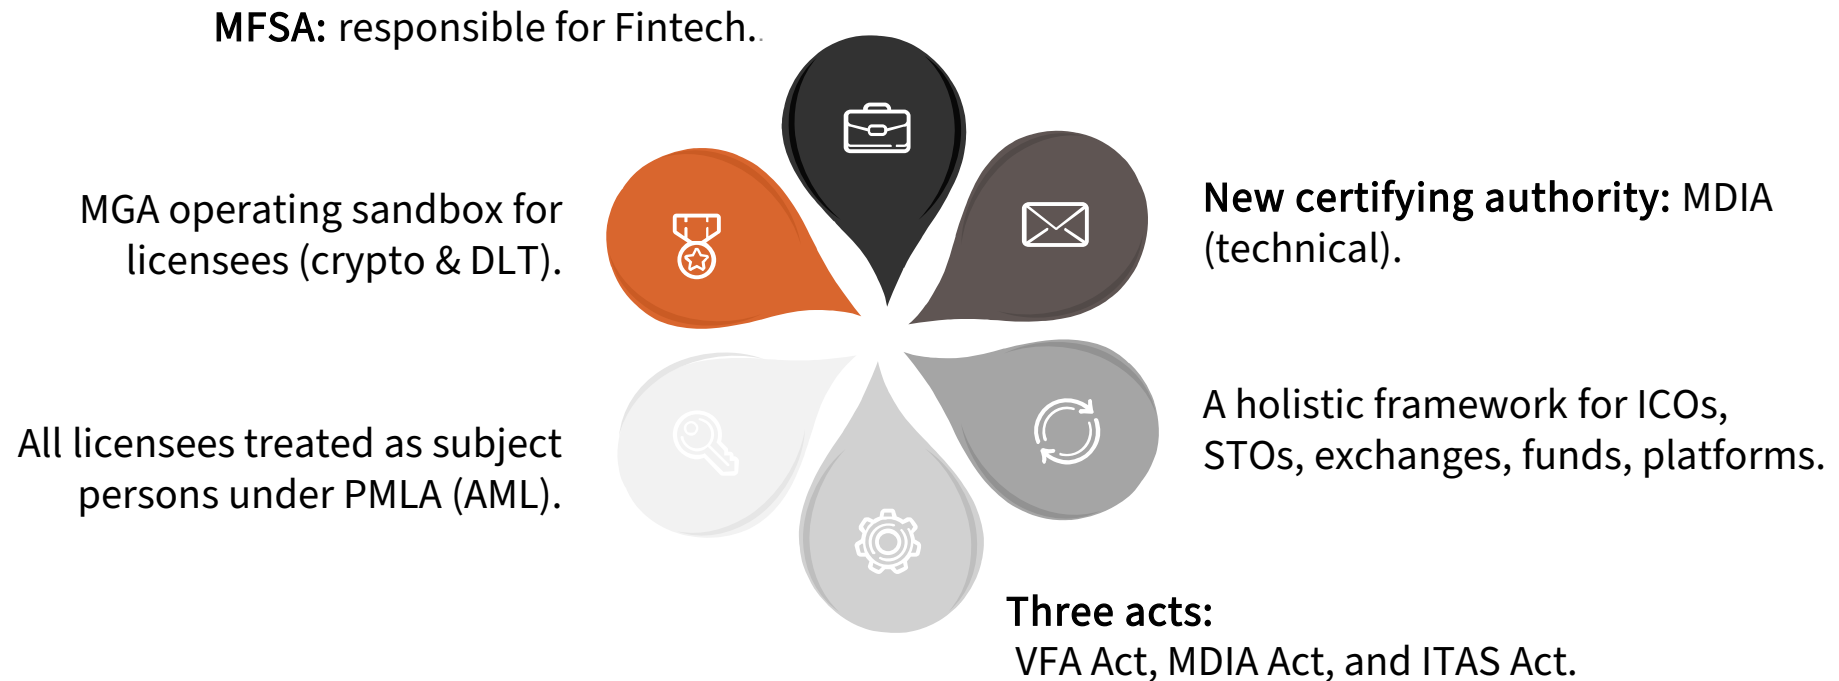 MFSA: responsible for Fintech..
MGA operating sandbox for
licensees (crypto & DLT).
New certifying authority: MDIA
(technical).
All licensees treated as subject
persons under PMLA (AML).
A holistic framework for ICOs,
STOs, exchanges, funds, platforms.
Three acts:
VFA Act, MDIA Act, and ITAS Act.